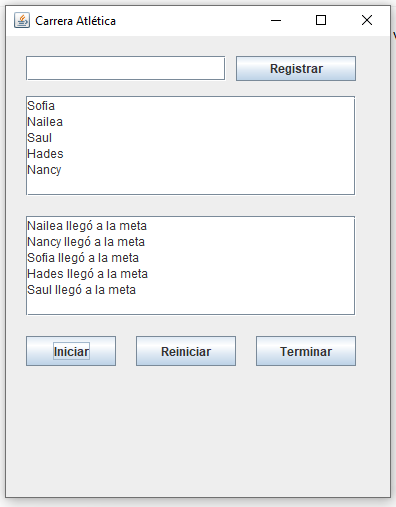 Carrera Atlética
Registrar
Sofia
Nailea
Saul
Hades
Nancy
Nailea llegó a la meta
Nancy llegó a la meta
Sofia llegó a la meta
Hades llegó a la meta
Saul llegó a la meta
Iniciar Reiniciar Terminar